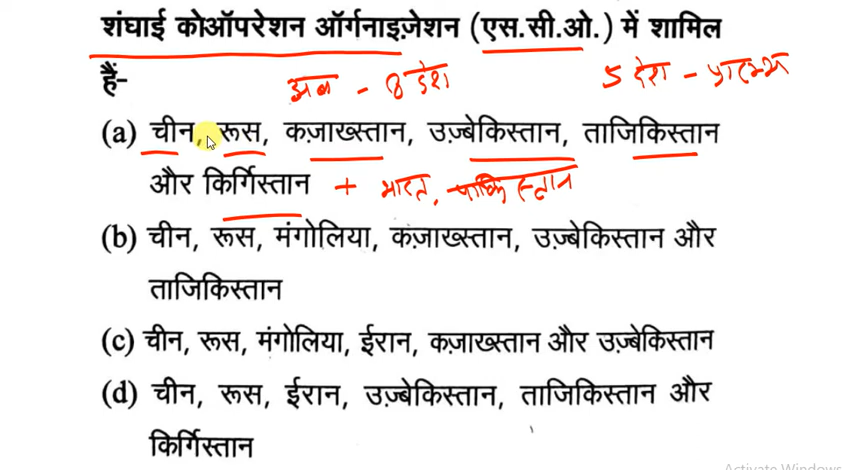 शंघाई कोऑपरेशन ऑर्गनाइज़ेशन (एस.सी.ओ.) में शामिल
हैं- अब - 8 देश 5 देश - प्रारम्भ
(a) चीन, रूस, कज़ाख्स्तान, उज़्बेकिस्तान, ताजिकिस्तान
और किर्गिस्तान + भारत, पाकिस्तान
(b) चीन, रूस, मंगोलिया, कज़ाख्स्तान, उज़्बेकिस्तान और
ताजिकिस्तान
(c) चीन, रूस, मंगोलिया, ईरान, कज़ाख्स्तान और उज़्बेकिस्तान
(d) चीन, रूस, ईरान, उज़्बेकिस्तान, ताजिकिस्तान और
किर्गिस्तान
Activate Windows